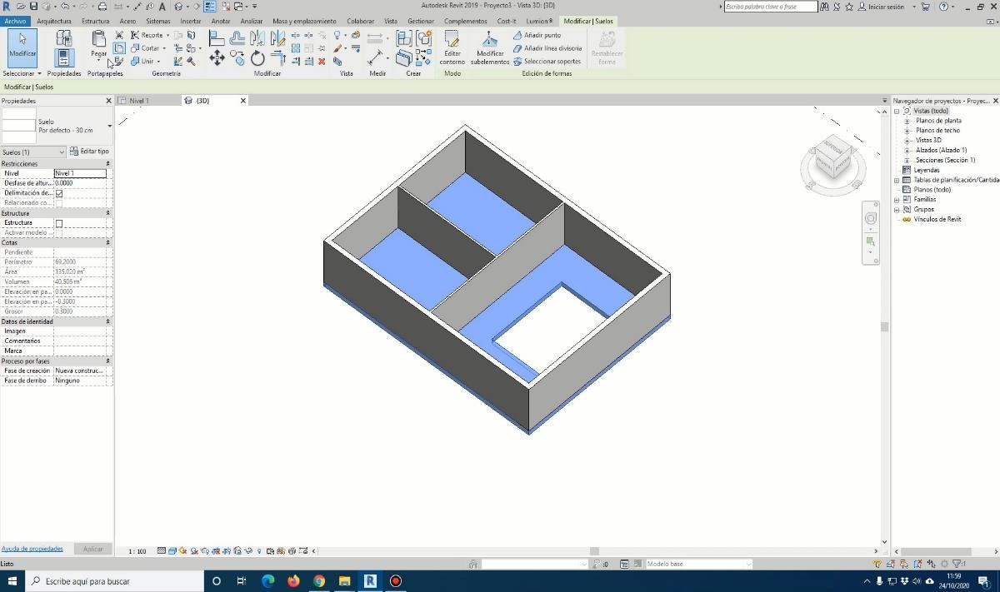 Autodesk Revit 2019 - Proyecto3 - Vista 3D: {3D}
Escriba palabra clave o frase
Iniciar sesión
Archivo Arquitectura Estructura Acero Sistemas Insertar Anotar Analizar Masa y emplazamiento Colaborar Vista Gestionar Complementos Cost-It Lumion® Modificar | Suelos
Modificar
Pegar
Recorte
Cortar
Unir
Editar contorno
Modificar subelementos
Añadir punto
Añadir línea divisoria
Seleccionar soportes
Restablecer forma
Seleccionar Propiedades Portapapeles Geometría Modificar Vista Medir Crear Modo Edición de formas
Modificar | Suelos
Propiedades
Nivel 1
{3D}
Navegador de proyectos - Proyec...
Suelo
Por defecto - 30 cm
Suelos (1)
Editar tipo
Restricciones
Nivel Nivel 1
Desfase de altur... 0.0000
Delimitación de...
Relacionado co...
Estructura
Estructura
Activar modelo ...
Cotas
Pendiente
Perímetro 69.2000
Área 135.020 m²
Volumen 40.506 m³
Elevación en pa... 0.0000
Elevación en pa... -0.3000
Grosor 0.3000
Datos de identidad
Imagen
Comentarios
Marca
Proceso por fases
Fase de creación Nueva construc...
Fase de derribo Ninguno
Vistas (todo)
Planos de planta
Planos de techo
Vistas 3D
Alzados (Alzado 1)
Secciones (Sección 1)
Leyendas
Tablas de planificación/Cantida
Planos (todo)
Familias
Grupos
Vínculos de Revit
Ayuda de propiedades
Aplicar
1 : 100
Listo
:0
Modelo base
:1
Escribe aquí para buscar
11:59
24/10/2020